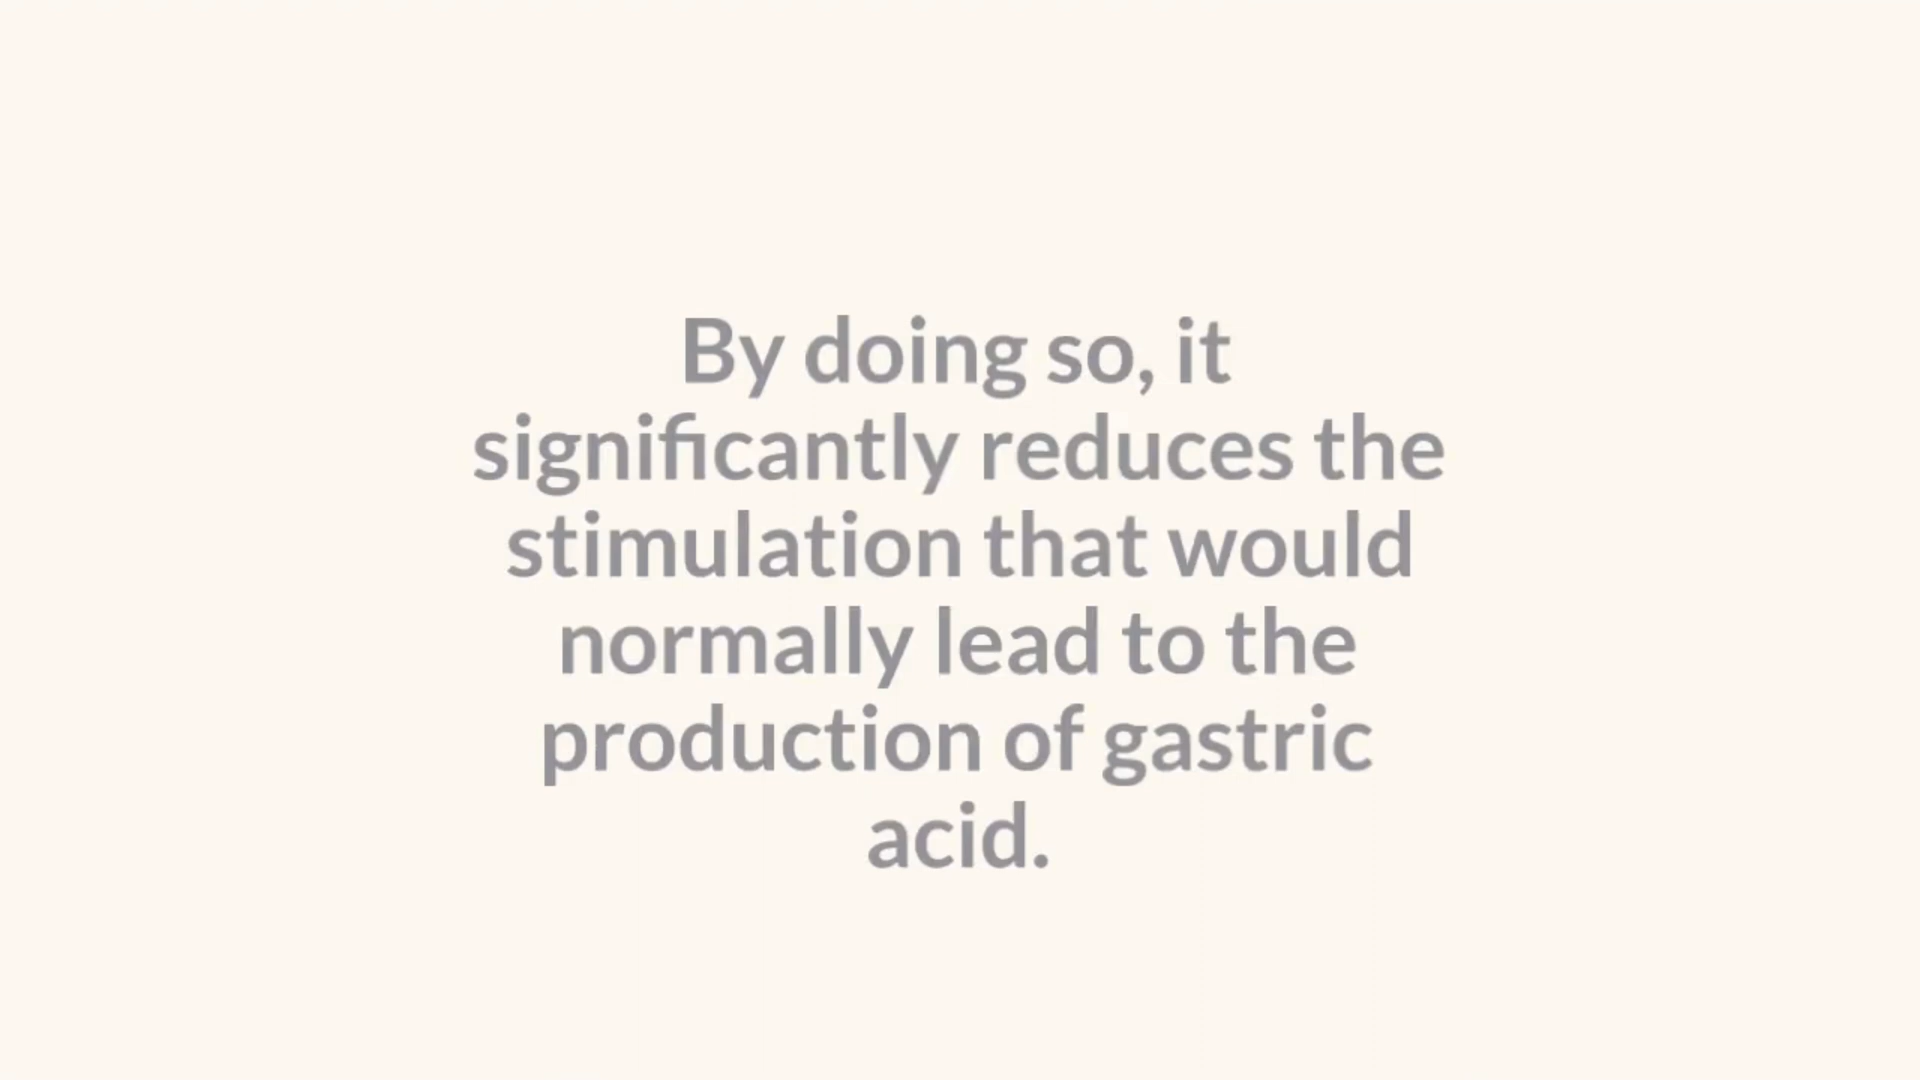 By doing so, it
significantly reduces the
stimulation that would
normally lead to the
production of gastric
acid.